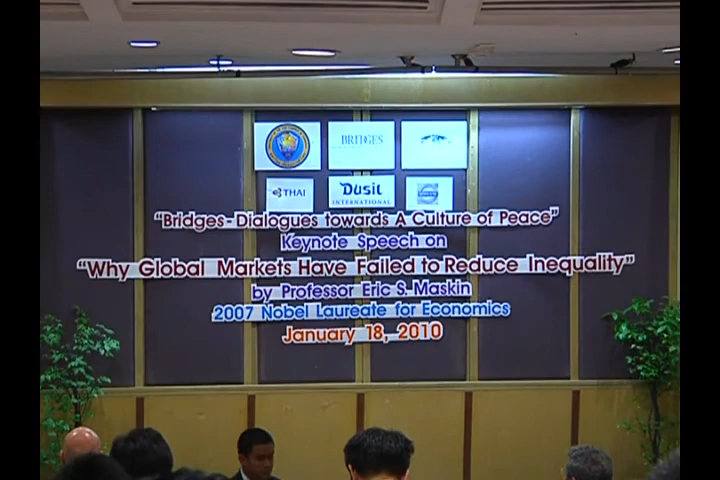 BRIDGES
THAI
Dusit
INTERNATIONAL
"Bridges-Dialogues towards A Culture of Peace"
Keynote Speech on
"Why Global Markets Have Failed to Reduce Inequality"
by Professor Eric S. Maskin
2007 Nobel Laureate for Economics
January 18, 2010